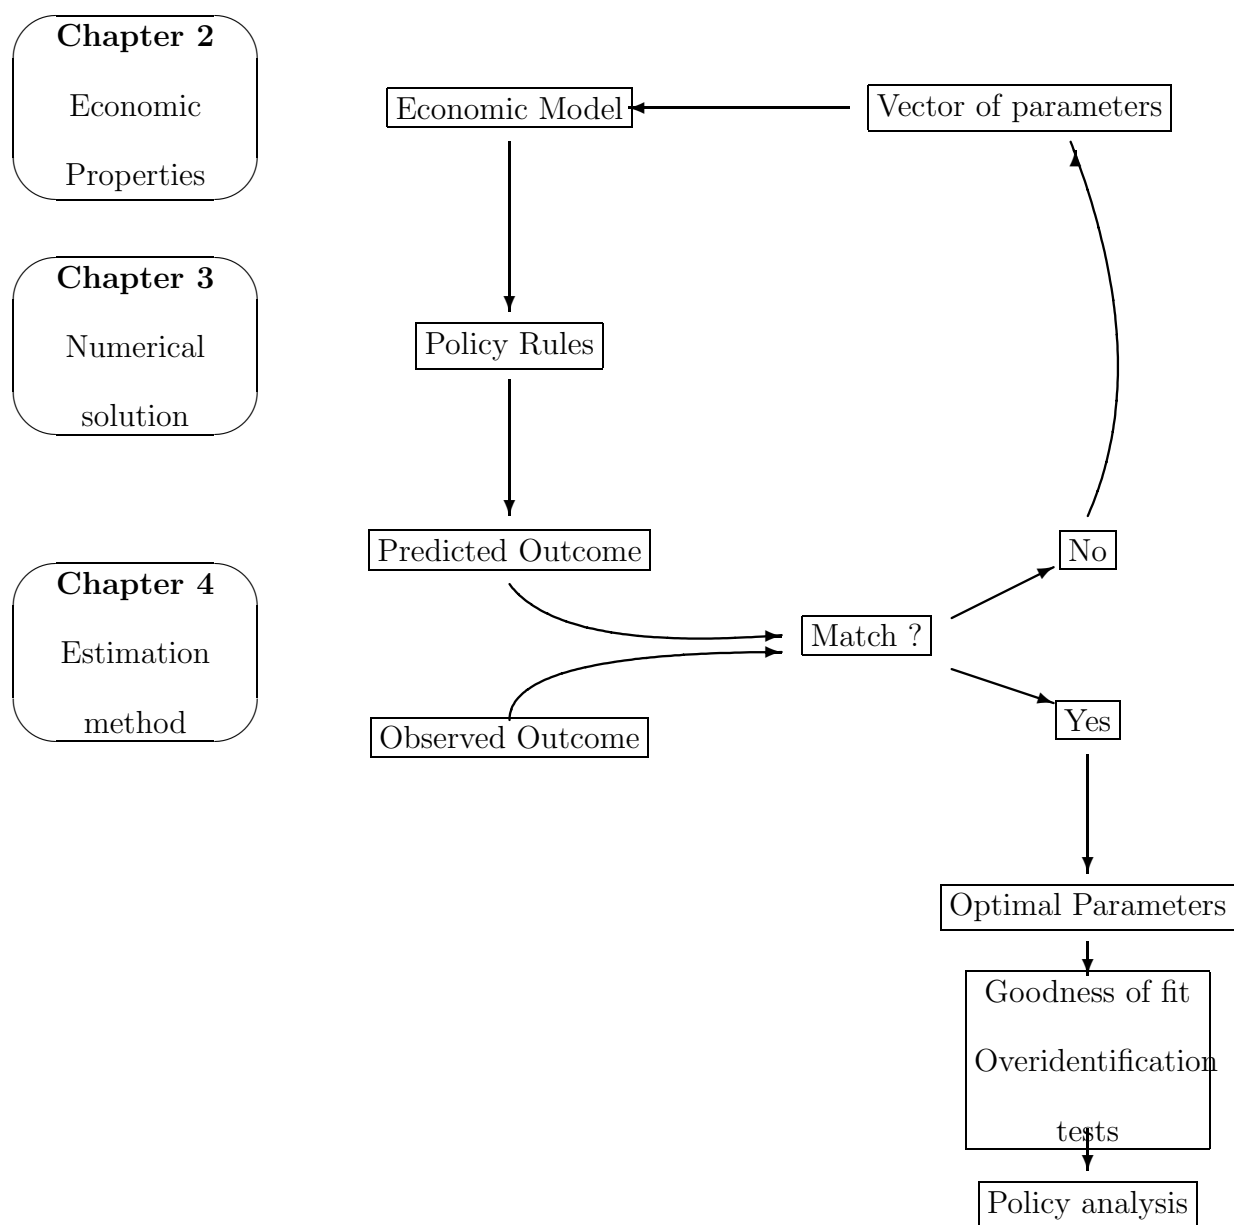 Chapter 2
Economic
Properties
Economic Model
Vector of parameters
Chapter 3
Numerical
solution
Policy Rules
Chapter 4
Estimation
method
Predicted Outcome
Observed Outcome
Match ?
No
Yes
Optimal Parameters
Goodness of fit
Overidentification
tests
Policy analysis